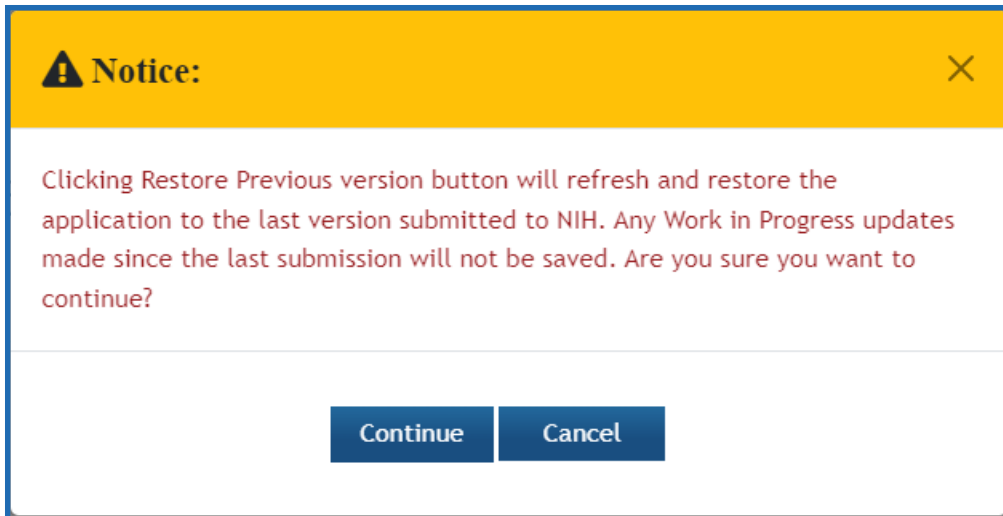 Notice:
Clicking Restore Previous version button will refresh and restore the
application to the last version submitted to NIH. Any Work in Progress updates
made since the last submission will not be saved. Are you sure you want to
continue?
Continue Cancel